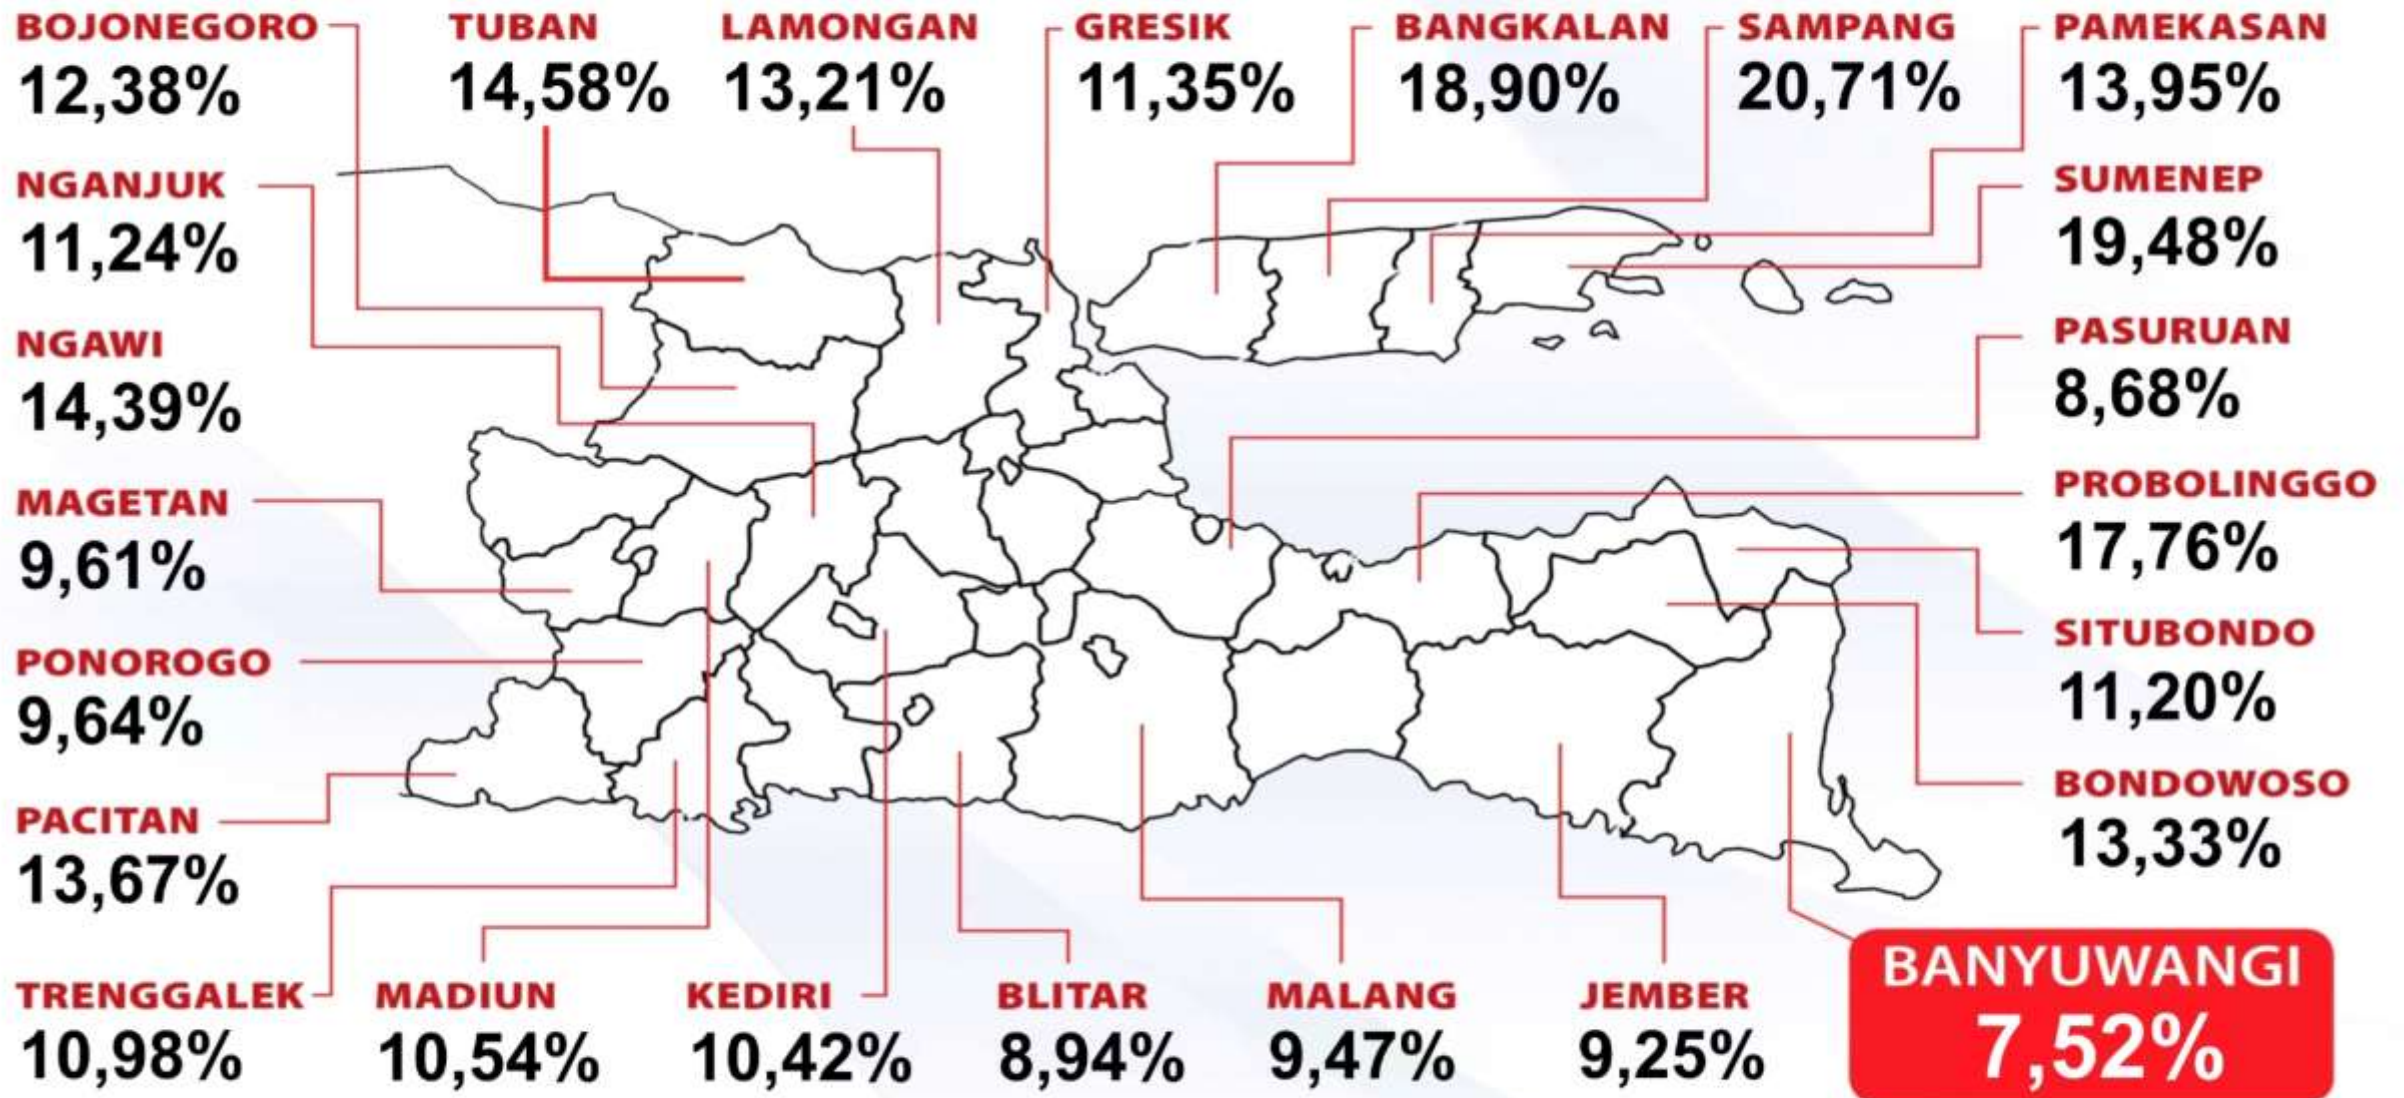 BOJONEGORO
12,38%
TUBAN
14,58%
LAMONGAN
13,21%
GRESIK
11,35%
BANGKALAN
18,90%
SAMPANG
20,71%
PAMEKASAN
13,95%
NGANJUK
11,24%
SUMENEP
19,48%
NGAWI
14,39%
PASURUAN
8,68%
MAGETAN
9,61%
PROBOLINGGO
17,76%
PONOROGO
9,64%
SITUBONDO
11,20%
PACITAN
13,67%
BONDOWOSO
13,33%
TRENGGALEK
10,98%
MADIUN
10,54%
KEDIRI
10,42%
BLITAR
8,94%
MALANG
9,47%
JEMBER
9,25%
BANYUWANGI
7,52%